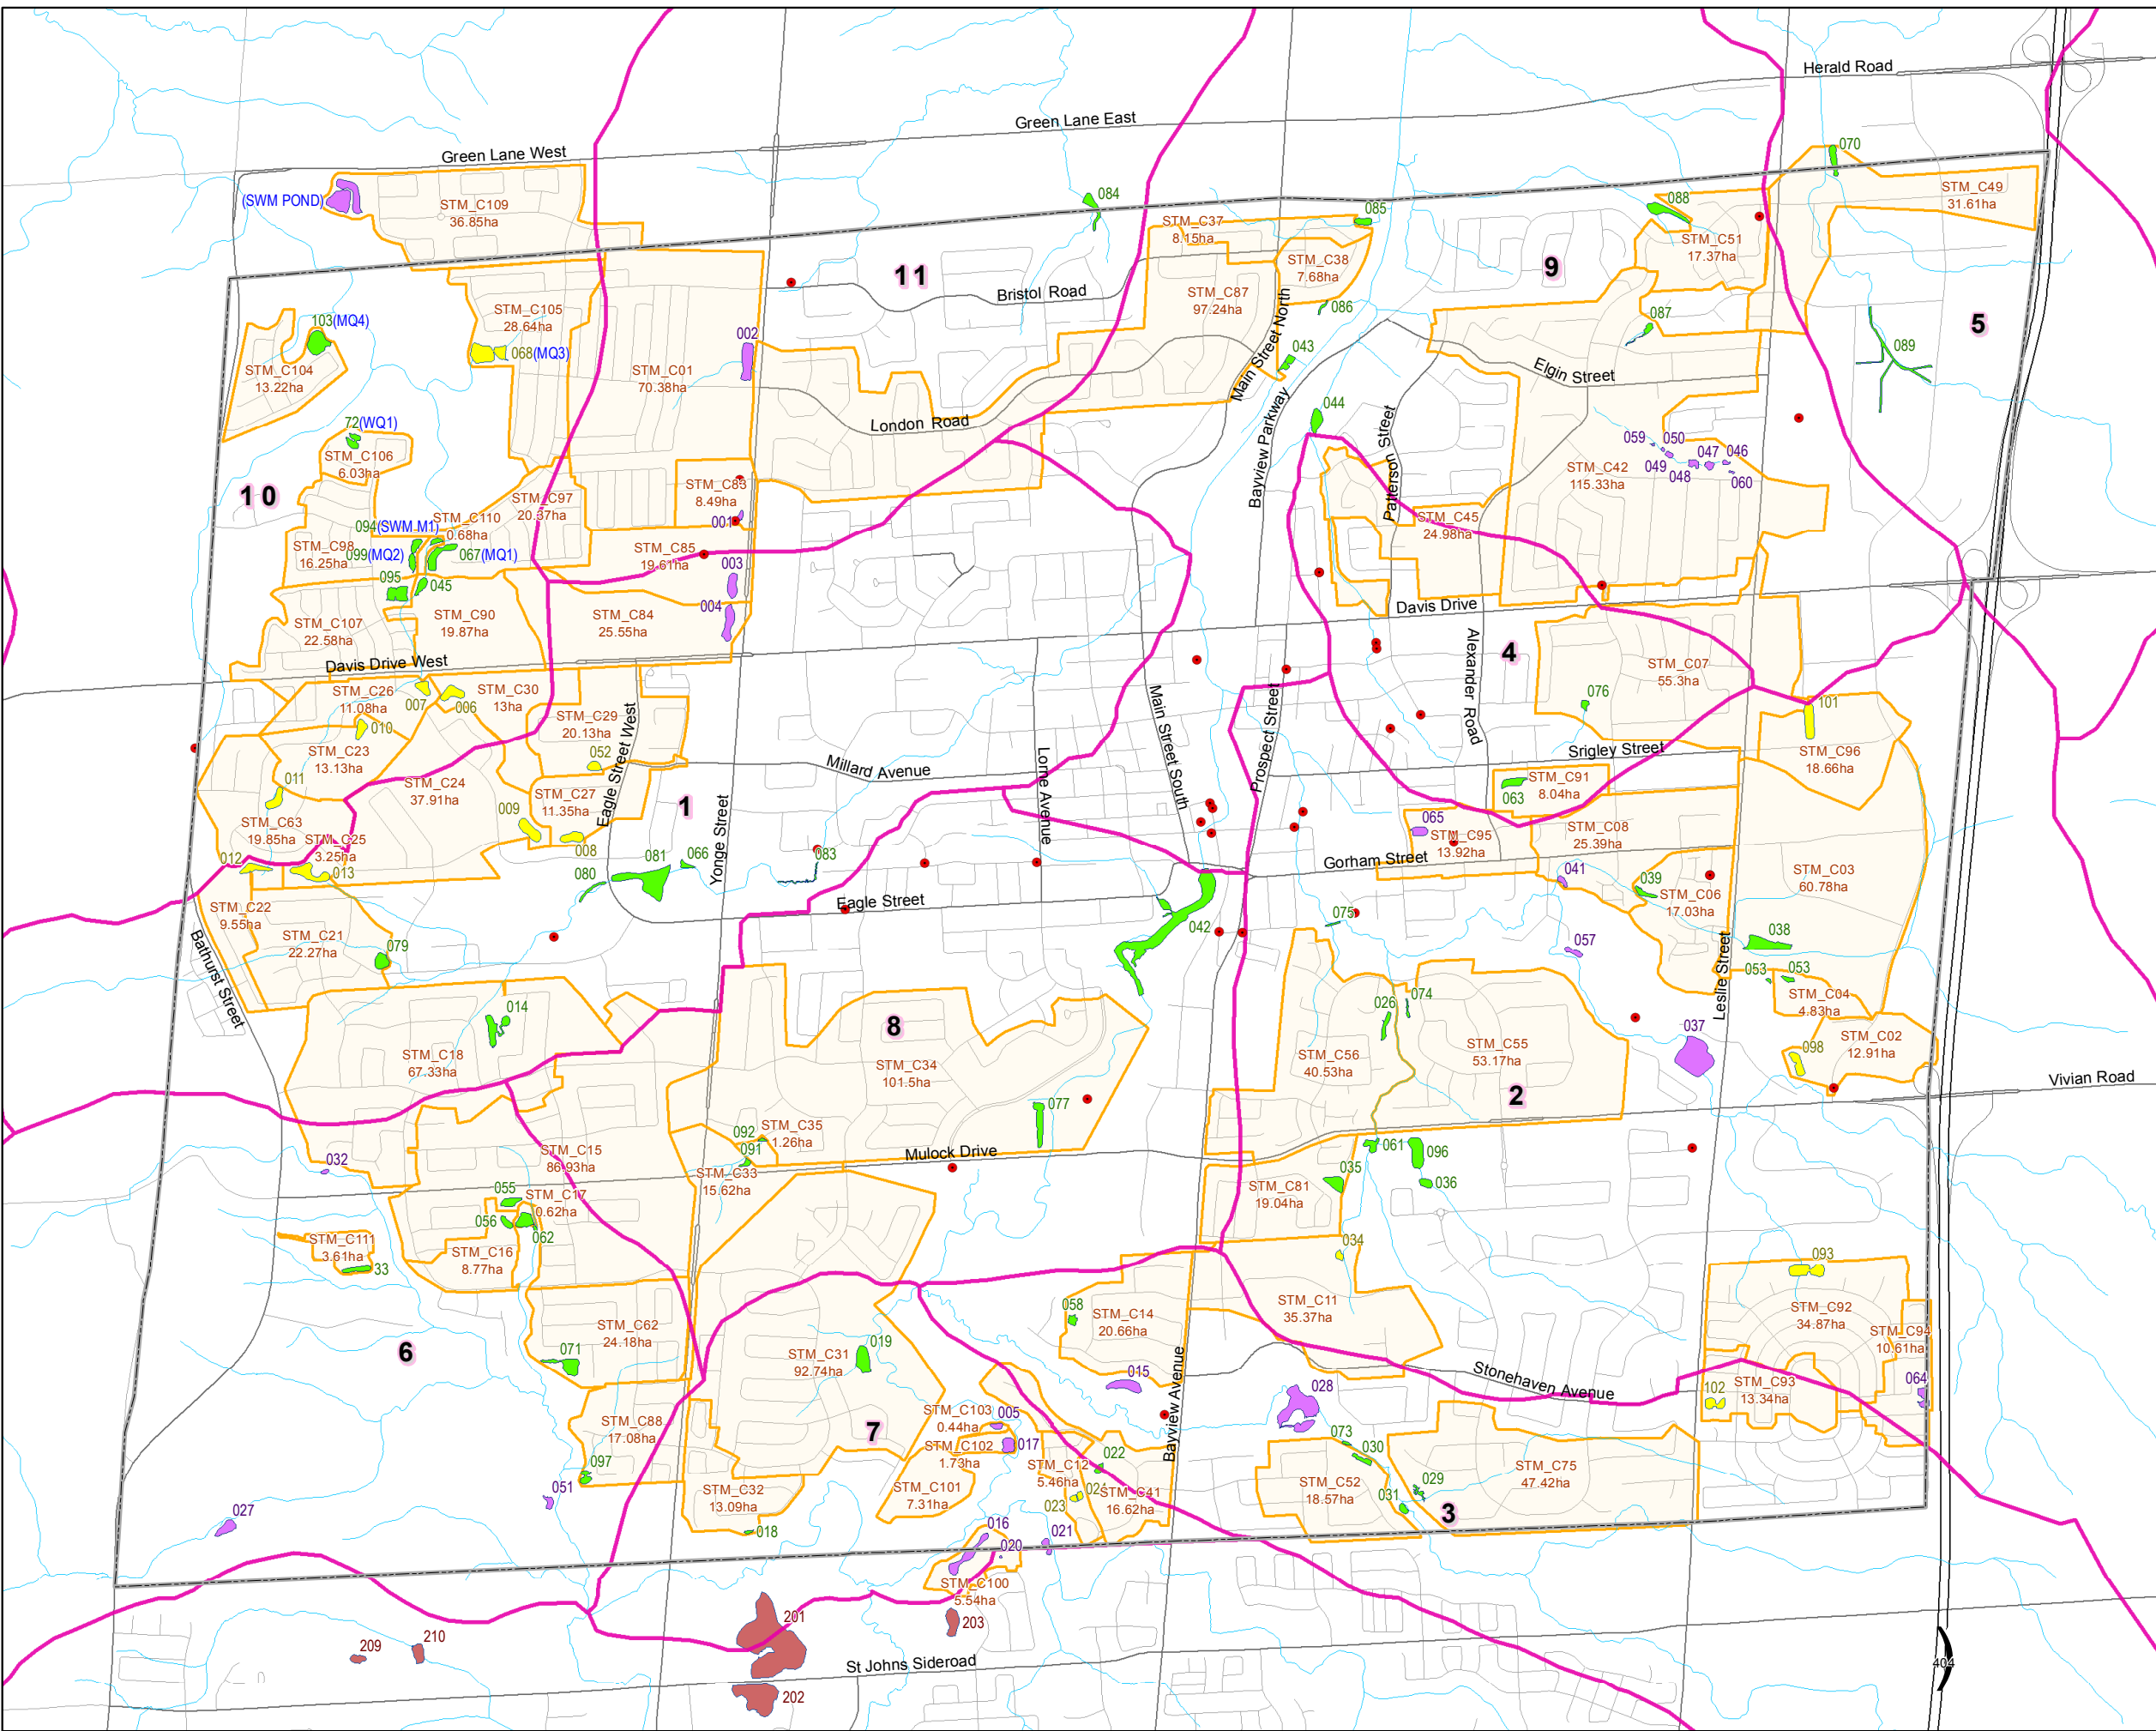 Herald Road
Green Lane East
Green Lane West
070
(SWM POND)
STM_C109
36.85ha
084
085
088
STM_C49
31.61ha
STM_C37
8.15ha
STM_C51
17.37ha
STM_C38
7.68ha
11
9
Bristol Road
STM_C87
97.24ha
086
087
5
103(MQ4)
STM_C105
28.64ha
002
068(MQ3)
STM_C104
13.22ha
STM_C01
70.38ha
043
089
Main Street North
Elgin Street
72(WQ1)
London Road
044
Bayview Parkway
Patterson Street
STM_C106
6.03ha
059
050
047
046
049
048
060
STM_C42
115.33ha
10
STM_C83
8.49ha
STM_C97
20.37ha
STM_C110
0.68ha
094(SWM M1)
001
STM_C45
24.98ha
STM_C98
16.25ha
099(MQ2)
067(MQ1)
STM_C85
19.61ha
003
095
045
004
STM_C107
22.58ha
STM_C90
19.87ha
STM_C84
25.55ha
Davis Drive
Davis Drive West
4
Alexander Road
STM_C07
55.3ha
STM_C26
11.08ha
007
006
STM_C30
13ha
076
101
010
STM_C29
20.13ha
Eagle Street West
Main Street South
Prospect Street
052
STM_C23
13.13ha
Millard Avenue
Lorne Avenue
Srigley Street
STM_C96
18.66ha
011
STM_C24
37.91ha
STM_C27
11.35ha
1
Yonge Street
STM_C91
8.04ha
063
009
008
STM_C63
19.85ha
STM_C25
3.25ha
065
STM_C95
13.92ha
STM_C08
25.39ha
012
013
081
066
083
080
Gorham Street
041
039
STM_C03
60.78ha
STM_C06
17.03ha
Eagle Street
STM_C22
9.55ha
STM_C21
22.27ha
075
042
079
057
038
Bathurst Street
053
053
Leslie Street
STM_C04
4.83ha
014
026
074
8
037
STM_C02
12.91ha
098
STM_C18
67.33ha
STM_C34
101.5ha
STM_C56
40.53ha
STM_C55
53.17ha
Vivian Road
2
077
092
STM_C35
1.26ha
091
Mulock Drive
032
STM_C15
86.93ha
STM_C33
15.62ha
061
096
035
036
055
STM_C17
0.62ha
STM_C81
19.04ha
056
062
STM_C111
3.61ha
33
STM_C16
8.77ha
034
093
058
STM_C14
20.66ha
STM_C11
35.37ha
STM_C92
34.87ha
6
071
STM_C62
24.18ha
STM_C31
92.74ha
019
STM_C94
10.61ha
015
028
Stonehaven Avenue
102
STM_C93
13.34ha
064
Bayview Avenue
STM_C88
17.08ha
7
STM_C103
0.44ha
005
017
STM_C102
1.73ha
073
030
022
STM_C12
5.46ha
STM_C52
18.57ha
STM_C75
47.42ha
097
051
STM_C32
13.09ha
STM_C101
7.31ha
STM_C41
16.62ha
023
029
031
3
027
018
016
021
020
STM_C100
5.54ha
201
203
209
210
St Johns Sideroad
202
404